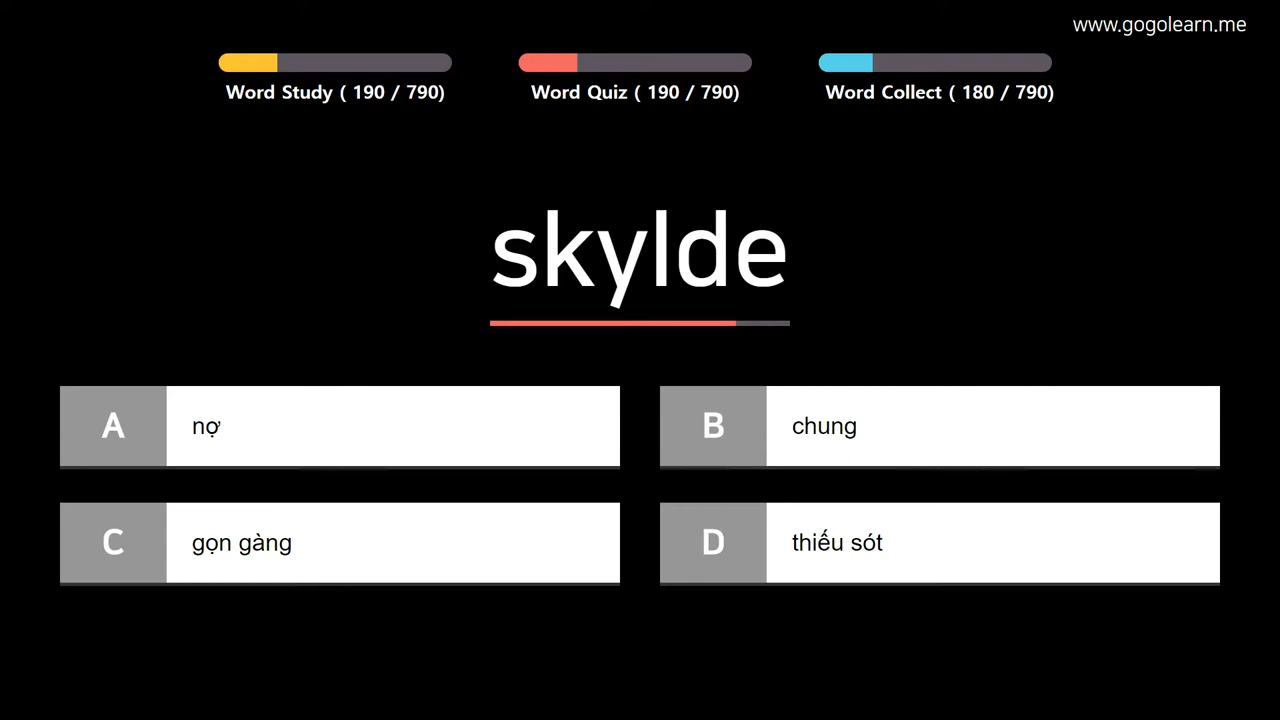 www.gogolearn.me
Word Study ( 190 / 790)
Word Quiz ( 190 / 790)
Word Collect ( 180 / 790)
skylde
A
nợ
B
chung
C
gọn gàng
D
thiếu sót